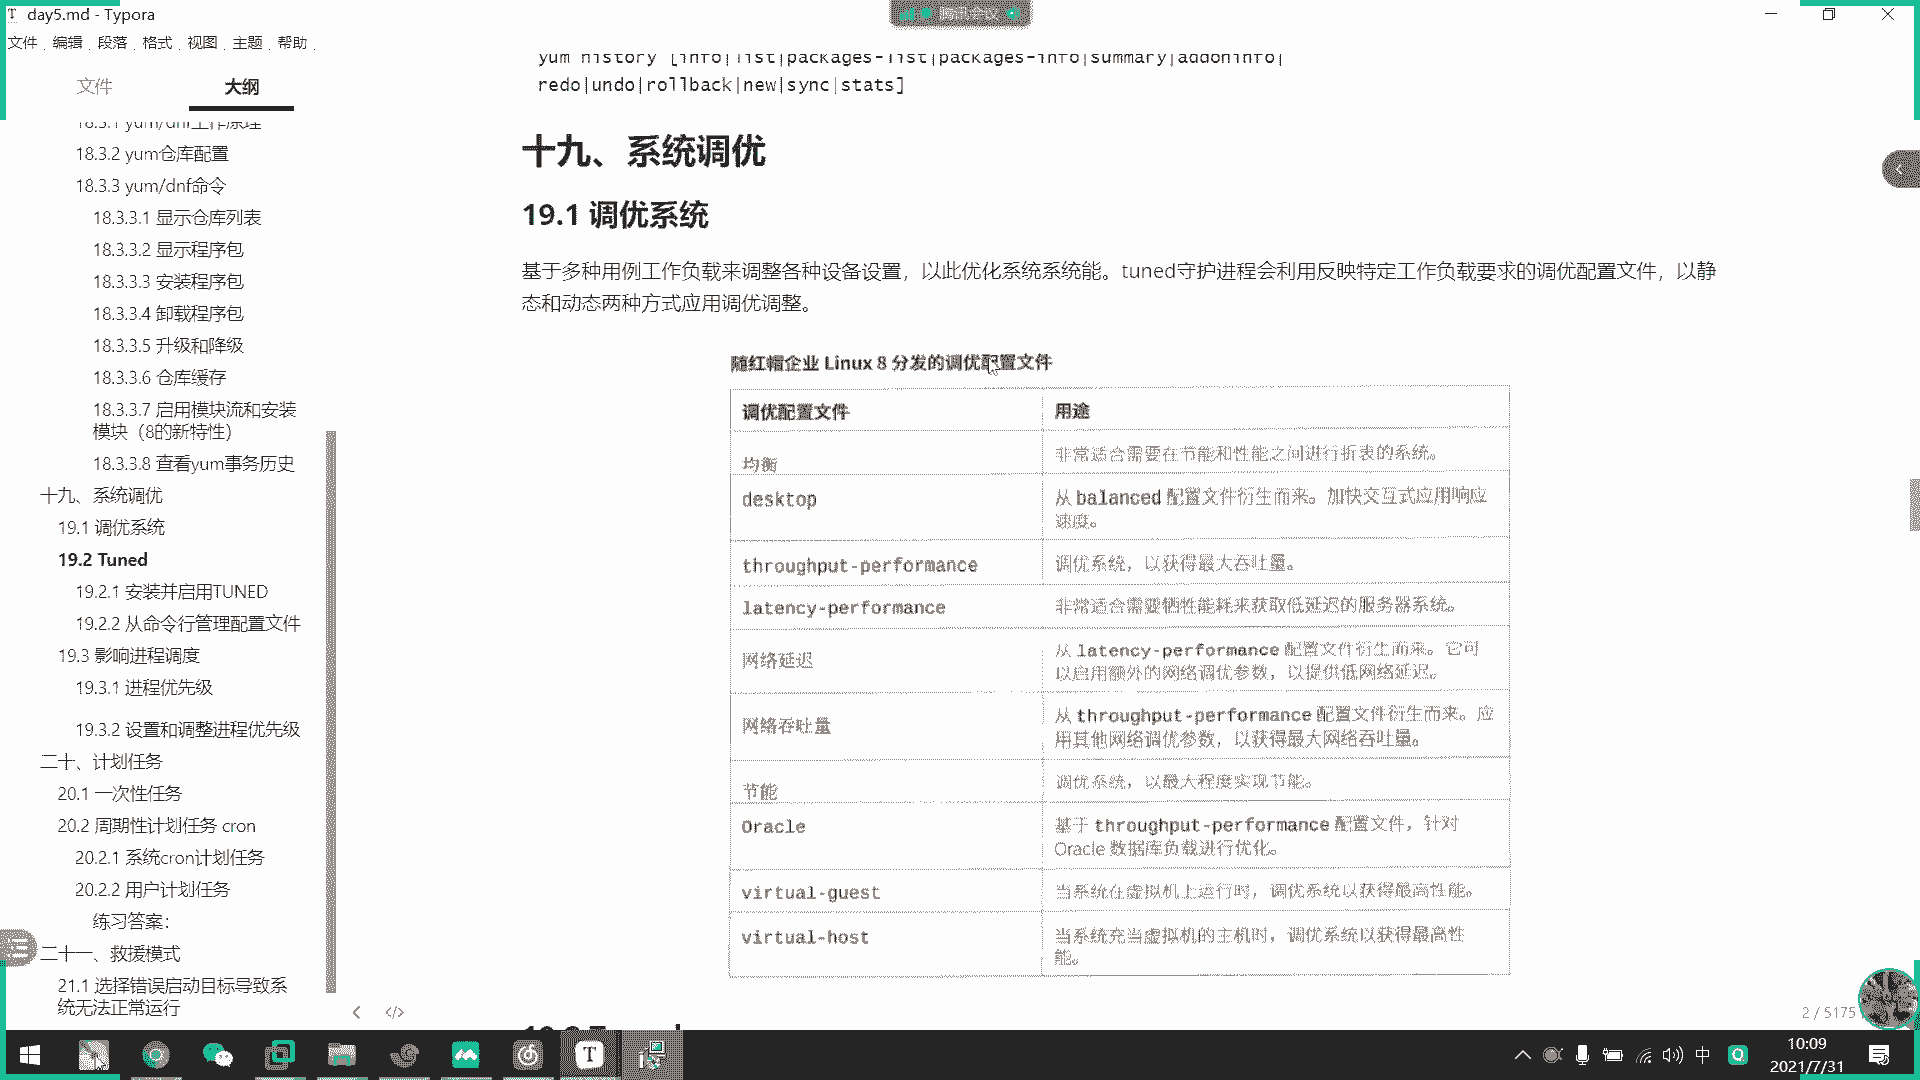 day5.md - Typora
腾讯会议
文件 编辑 段落 格式 视图 主题 帮助
文件
大纲
18.3.1 yum/dnf工作原理
18.3.2 yum仓库配置
18.3.3 yum/dnf命令
18.3.3.1 显示仓库列表
18.3.3.2 显示程序包
18.3.3.3 安装程序包
18.3.3.4 卸载程序包
18.3.3.5 升级和降级
18.3.3.6 仓库缓存
18.3.3.7 启用模块流和安装
模块（8的新特性）
18.3.3.8 查看yum事务历史
十九、系统调优
19.1 调优系统
19.2 Tuned
19.2.1 安装并启用TUNED
19.2.2 从命令行管理配置文件
19.3 影响进程调度
19.3.1 进程优先级
19.3.2 设置和调整进程优先级
二十、计划任务
20.1 一次性任务
20.2 周期性计划任务 cron
20.2.1 系统cron计划任务
20.2.2 用户计划任务
练习答案：
二十一、救援模式
21.1 选择错误启动目标导致系
统无法正常运行
yum history [info|list|packages-list|packages-info|summary|addoninfo|
redo|undo|rollback|new|sync|stats]
十九、系统调优
19.1 调优系统
基于多种用例工作负载来调整各种设备设置，以此优化系统系统能。tuned守护进程会利用反映特定工作负载要求的调优配置文件，以静
态和动态两种方式应用调优调整。
随红帽企业 Linux 8 分发的调优配置文件
调优配置文件 用途
均衡 非常适合需要在节能和性能之间进行折衷的系统。
desktop 从 balanced 配置文件衍生而来。加快交互式应用响应
速度。
throughput-performance 调优系统，以获得最大吞吐量。
latency-performance 非常适合需要牺牲能耗来获取低延迟的服务器系统。
网络延迟 从 latency-performance 配置文件衍生而来。它可
以启用额外的网络调优参数，以提供低网络延迟。
网络吞吐量 从 throughput-performance 配置文件衍生而来。应
用其他网络调优参数，以获得最大网络吞吐量。
节能 调优系统，以最大程度实现节能。
Oracle 基于 throughput-performance 配置文件，针对
Oracle 数据库负载进行优化。
virtual-guest 当系统在虚拟机上运行时，调优系统以获得最高性能。
virtual-host 当系统充当虚拟机的主机时，调优系统以获得最高性
能。
19.2 Tuned
2 / 5175
中
10:09
2021/7/31